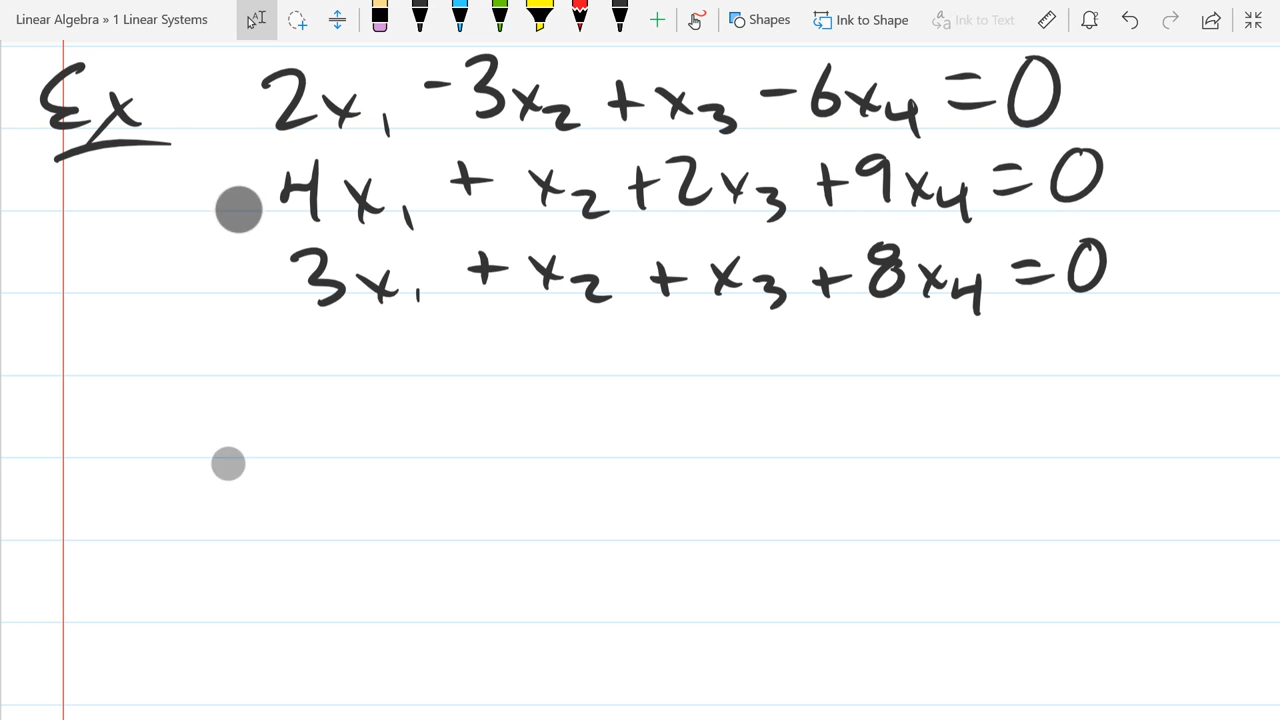 Linear Algebra » 1 Linear Systems Shapes Ink to Shape Ink to Text
Ex 2x₁ -3x₂ + x₃ -6x₄ = 0
4x₁ + x₂ +2x₃ +9x₄ = 0
3x₁ + x₂ + x₃ + 8x₄ = 0